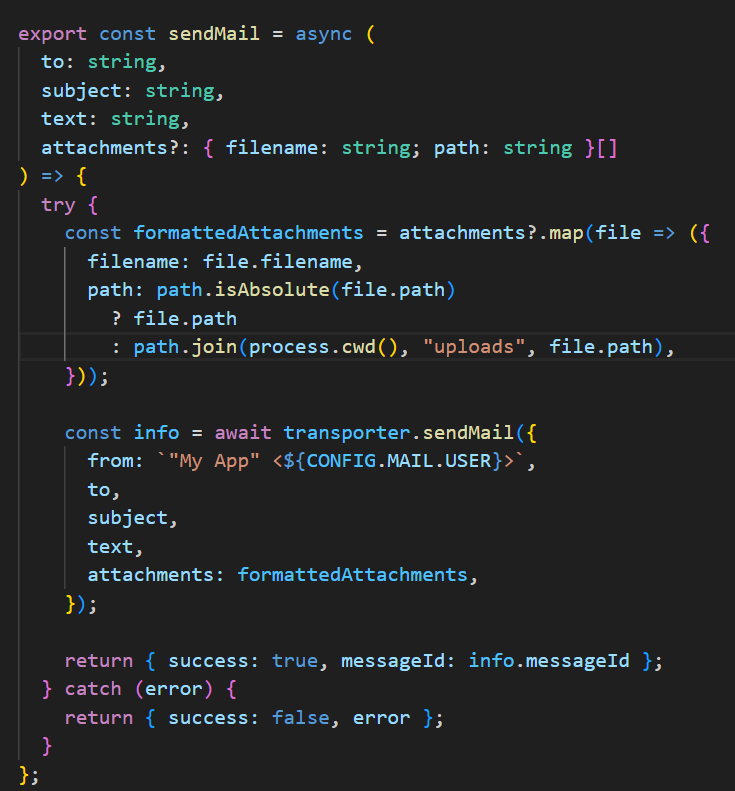 export const sendMail = async (
  to: string,
  subject: string,
  text: string,
  attachments?: { filename: string; path: string }[]
) => {
  try {
    const formattedAttachments = attachments?.map(file => ({
      filename: file.filename,
      path: path.isAbsolute(file.path)
        ? file.path
        : path.join(process.cwd(), "uploads", file.path),
    }));

    const info = await transporter.sendMail({
      from: `"My App" <${CONFIG.MAIL.USER}>`,
      to,
      subject,
      text,
      attachments: formattedAttachments,
    });

    return { success: true, messageId: info.messageId };
  } catch (error) {
    return { success: false, error };
  }
};